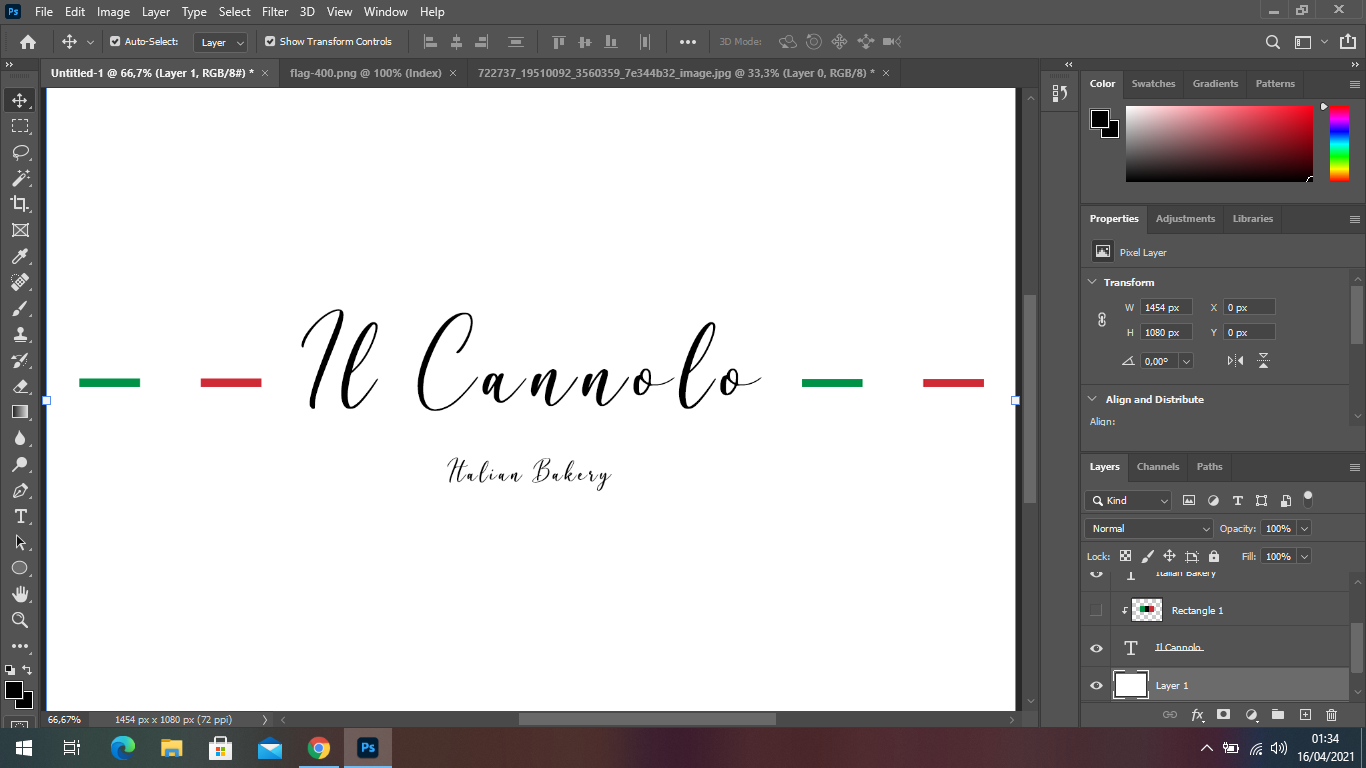 Ps File Edit Image Layer Type Select Filter 3D View Window Help
Auto-Select: Layer Show Transform Controls 3D Mode:
Untitled-1 @ 66,7% (Layer 1, RGB/8#) * × flag-400.png @ 100% (Index) × 722737_19510092_3560359_7e344b32_image.jpg @ 33,3% (Layer 0, RGB/8) * ×
Color Swatches Gradients Patterns
Properties Adjustments Libraries
Pixel Layer
Transform
W 1454 px X 0 px
H 1080 px Y 0 px
0,00°
Align and Distribute
Align:
Il Cannolo
Italian Bakery
Layers Channels Paths
Kind
Normal Opacity: 100%
Lock: Fill: 100%
Italian Bakery
Rectangle 1
Il Cannolo
Layer 1
fx
66,67% 1454 px x 1080 px (72 ppi)
Ps
01:34
16/04/2021